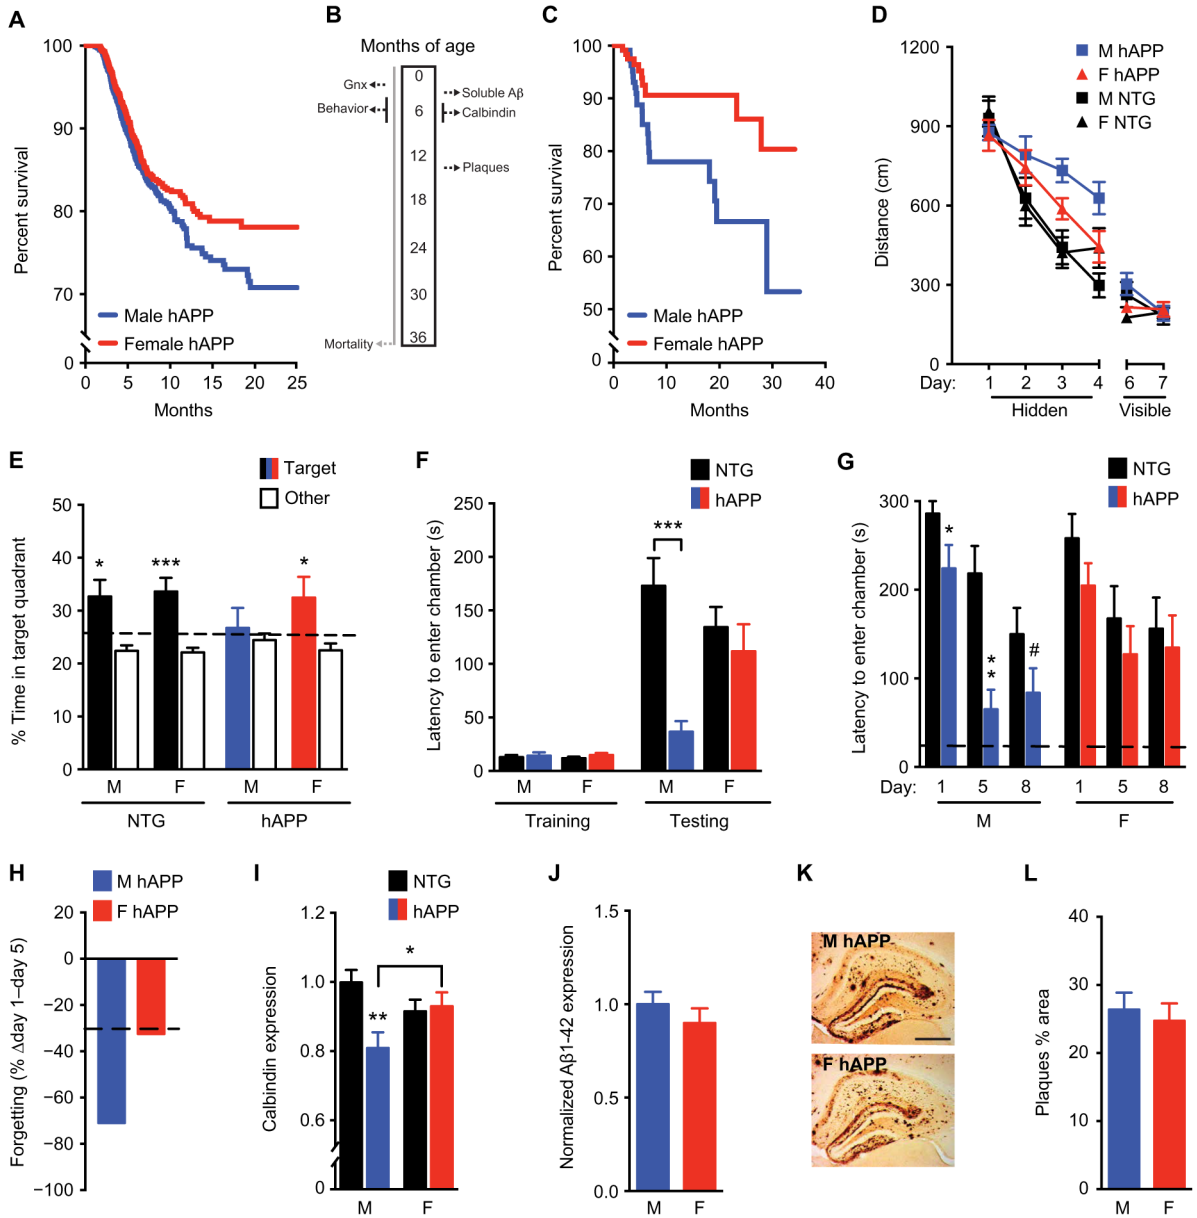 A
100
90
80
70
0
Percent survival
Male hAPP
Female hAPP
0 5 10 15 20 25
Months
B
Months of age
0
6
12
18
24
30
36
Gnx
Behavior
Mortality
Soluble Aβ
Calbindin
Plaques
C
100
90
80
70
60
50
0
Percent survival
Male hAPP
Female hAPP
0 10 20 30 40
Months
D
1200
900
600
300
0
Distance (cm)
M hAPP
F hAPP
M NTG
F NTG
Day: 1 2 3 4 6 7
Hidden Visible
E
Target
Other
50
40
30
20
10
0
% Time in target quadrant
* *** *
M F M F
NTG hAPP
F
NTG
hAPP
250
200
150
100
50
0
Latency to enter chamber (s)
***
M F M F
Training Testing
G
NTG
hAPP
300
200
100
0
Latency to enter chamber (s)
*
*
*
#
Day: 1 5 8 1 5 8
M F
H
M hAPP
F hAPP
20
0
−20
−40
−60
−80
−100
Forgetting (% Δday 1–day 5)
I
NTG
hAPP
1.2
1.0
0.8
0.6
0
Calbindin expression
*
**
M F
J
1.5
1.0
0.5
0.0
Normalized Aβ1-42 expression
M F
K
M hAPP
F hAPP
L
40
30
20
10
0
Plaques % area
M F